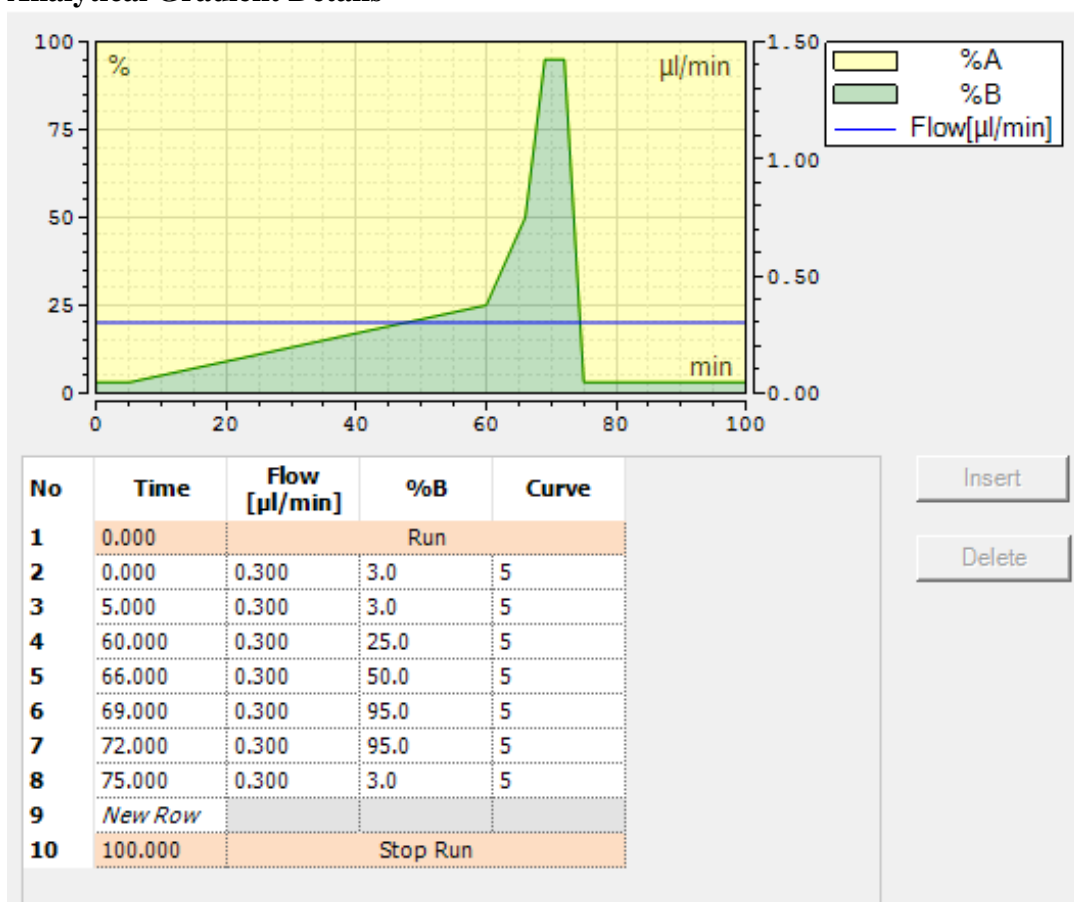 100
%
µl/min
1.50
%A
%B
Flow[µl/min]
75
1.00
50
0.50
25
min
0
0.00
0 20 40 60 80 100
No Time Flow [µl/min] %B Curve
1 0.000 Run
2 0.000 0.300 3.0 5
3 5.000 0.300 3.0 5
4 60.000 0.300 25.0 5
5 66.000 0.300 50.0 5
6 69.000 0.300 95.0 5
7 72.000 0.300 95.0 5
8 75.000 0.300 3.0 5
9 New Row
10 100.000 Stop Run
Insert
Delete